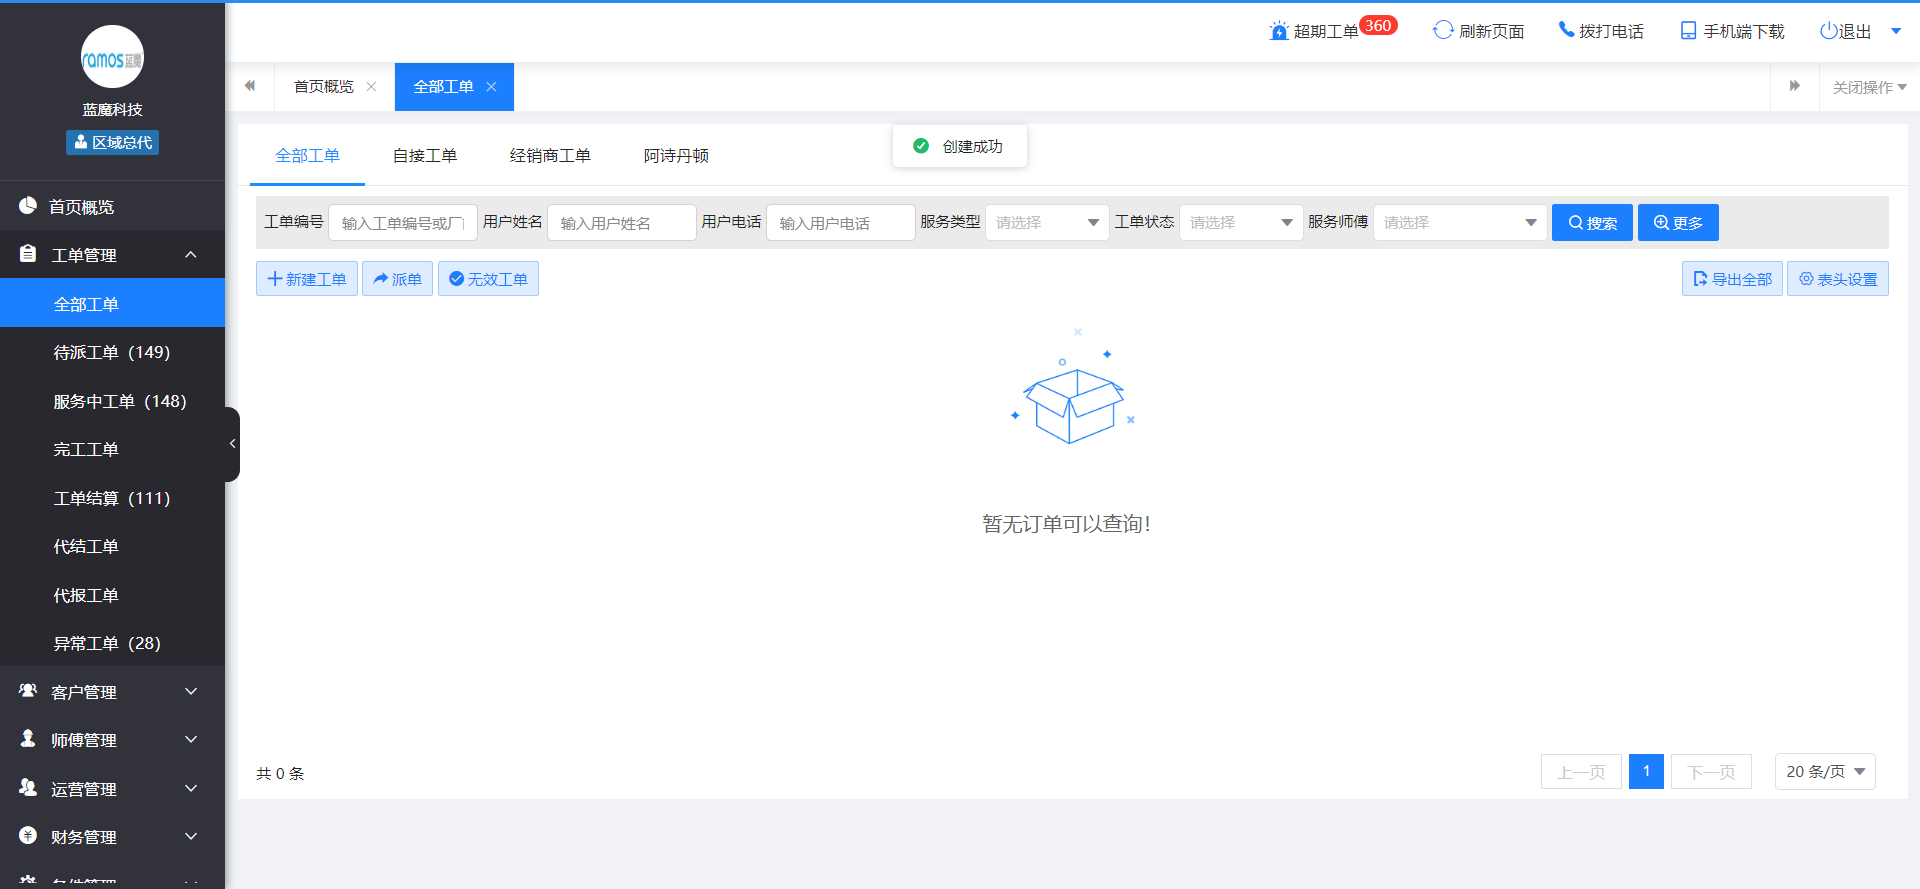 超期工单 360
刷新页面
拨打电话
手机端下载
退出
ramos蓝魔
蓝魔科技
区域总代
首页概览
工单管理
全部工单
待派工单（149）
服务中工单（148）
完工工单
工单结算（111）
代结工单
代报工单
异常工单（28）
客户管理
师傅管理
运营管理
财务管理
首页概览
全部工单
关闭操作
全部工单
自接工单
经销商工单
阿诗丹顿
创建成功
工单编号 输入工单编号或厂 用户姓名 输入用户姓名 用户电话 输入用户电话 服务类型 请选择 工单状态 请选择 服务师傅 请选择 搜索 更多
新建工单 派单 无效工单 导出全部 表头设置
暂无订单可以查询！
共 0 条 上一页 1 下一页 20 条/页